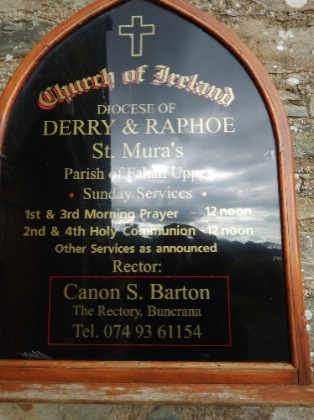 Church of Ireland
DIOCESE OF
DERRY & RAPHOE
St. Mura's
Parish of Fahan Upper
Sunday Services
1st & 3rd Morning Prayer 12 noon
2nd & 4th Holy Communion 12 noon
Other Services as announced
Rector:
Canon S. Barton
The Rectory, Buncrana
Tel. 074 93 61154